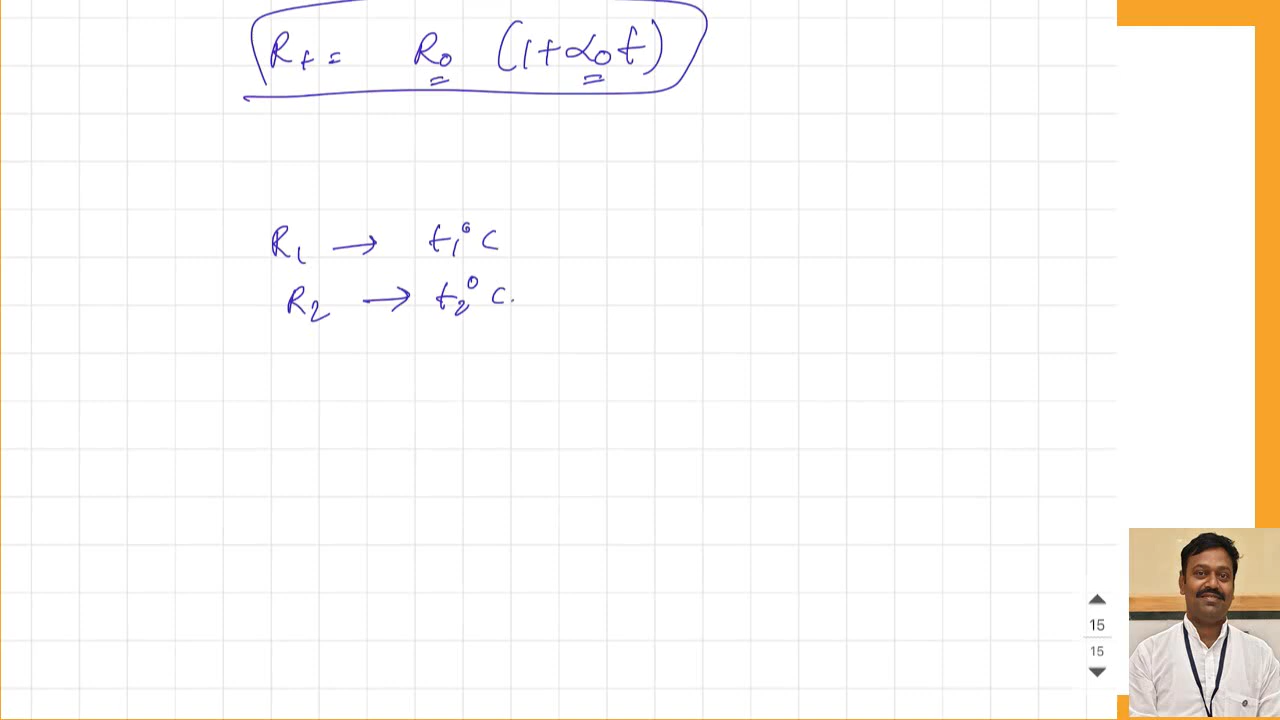 Rt = R0 (1+α0t)
R1 → t1°C
R2 → t2°C.
15
15